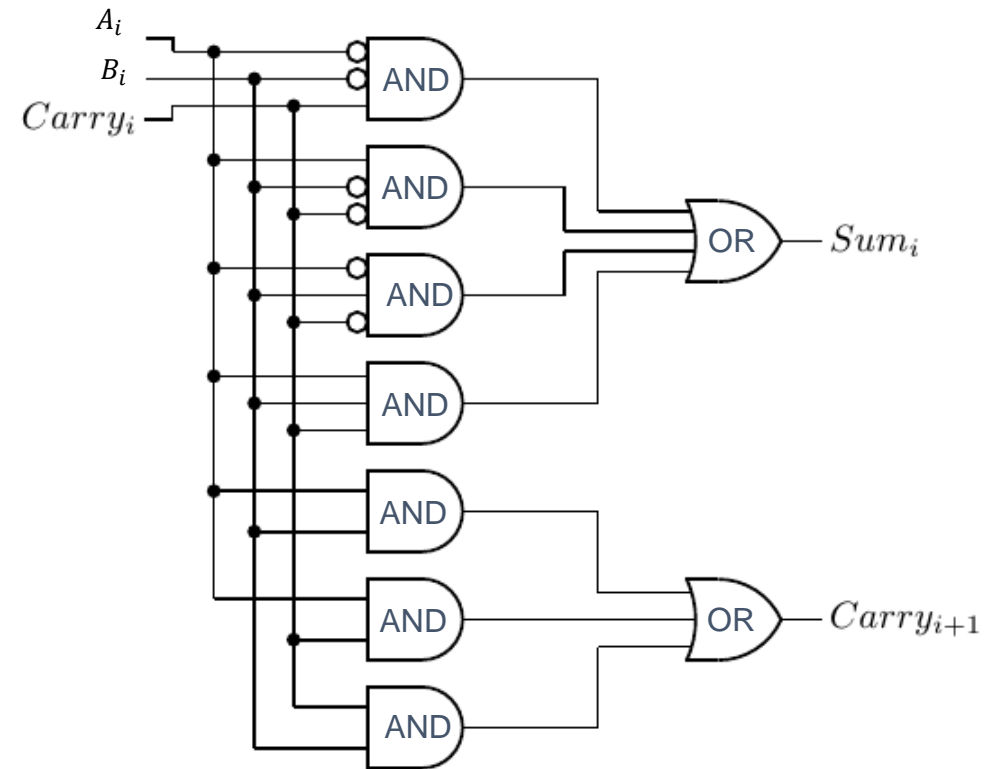 A_i
B_i
Carry_i
AND
AND
AND
AND
AND
AND
AND
OR
Sum_i
OR
Carry_{i+1}